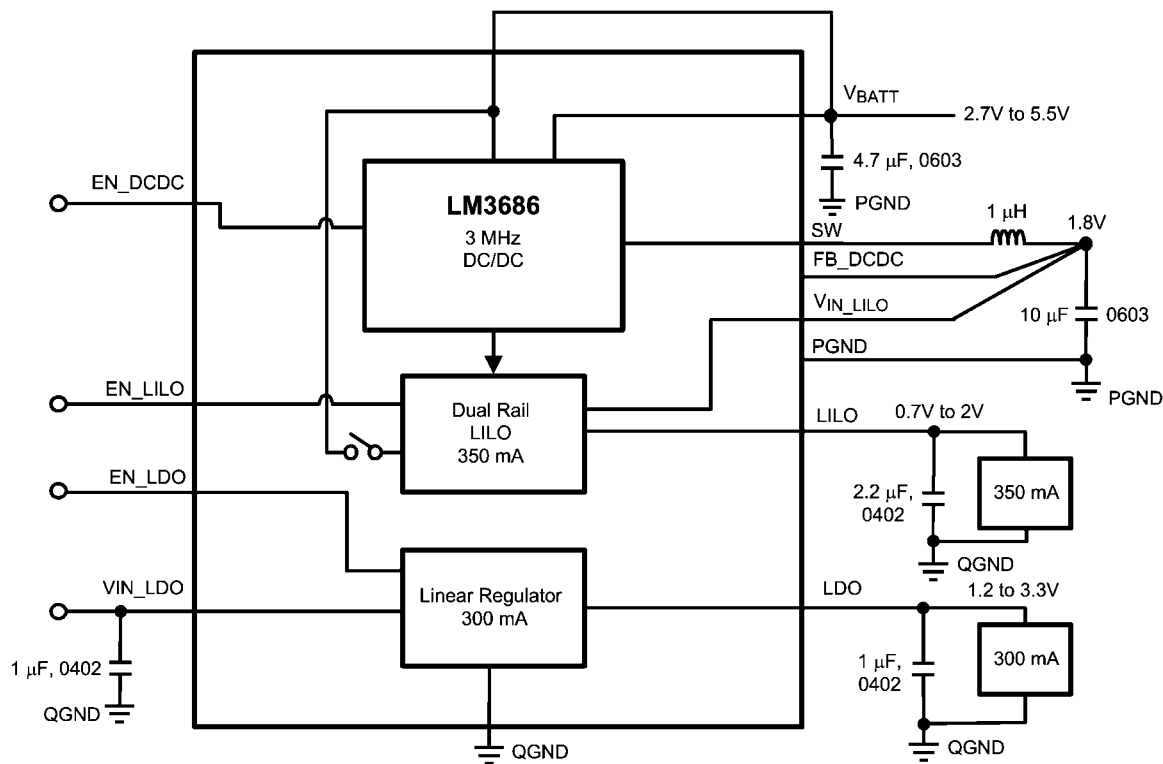 VBATT
2.7V to 5.5V
4.7 μF, 0603
PGND
EN_DCDC
LM3686
3 MHz
DC/DC
SW
1 μH
1.8V
FB_DCDC
VIN_LILO
10 μF
0603
PGND
PGND
EN_LILO
Dual Rail
LILO
350 mA
LILO
0.7V to 2V
EN_LDO
2.2 μF,
0402
350 mA
QGND
VIN_LDO
Linear Regulator
300 mA
LDO
1.2 to 3.3V
1 μF, 0402
QGND
1 μF,
0402
300 mA
QGND
QGND